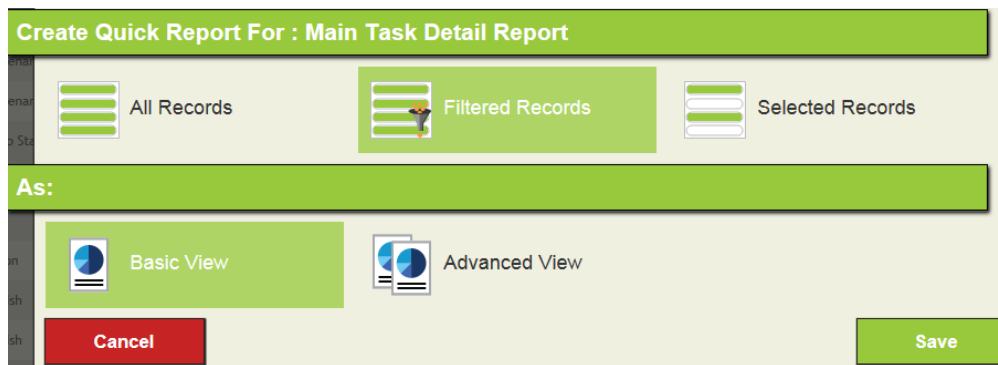 Create Quick Report For : Main Task Detail Report
All Records
Filtered Records
Selected Records
As:
Basic View
Advanced View
Cancel
Save